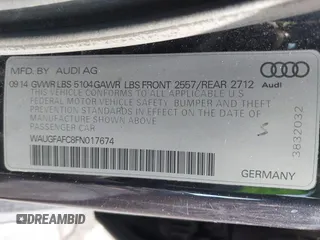 MFD. BY AUDI AG
09 14 GVWR LBS 5104 GAWR LBS FRONT 2557/REAR 2712
THIS VEHICLE CONFORMS TO ALL
APPLICABLE U.S. FEDERAL MOTOR
VEHICLE SAFETY BUMPER AND THEFT
PREVENTION STANDARDS IN EFFECT
ON THE DATE OF MANUFACTURE
SHOWN ABOVE
WAUGFAFC8FN017674
PASSENGER CAR
GERMANY
3832032
DREAMBID
DREAMBID.COM